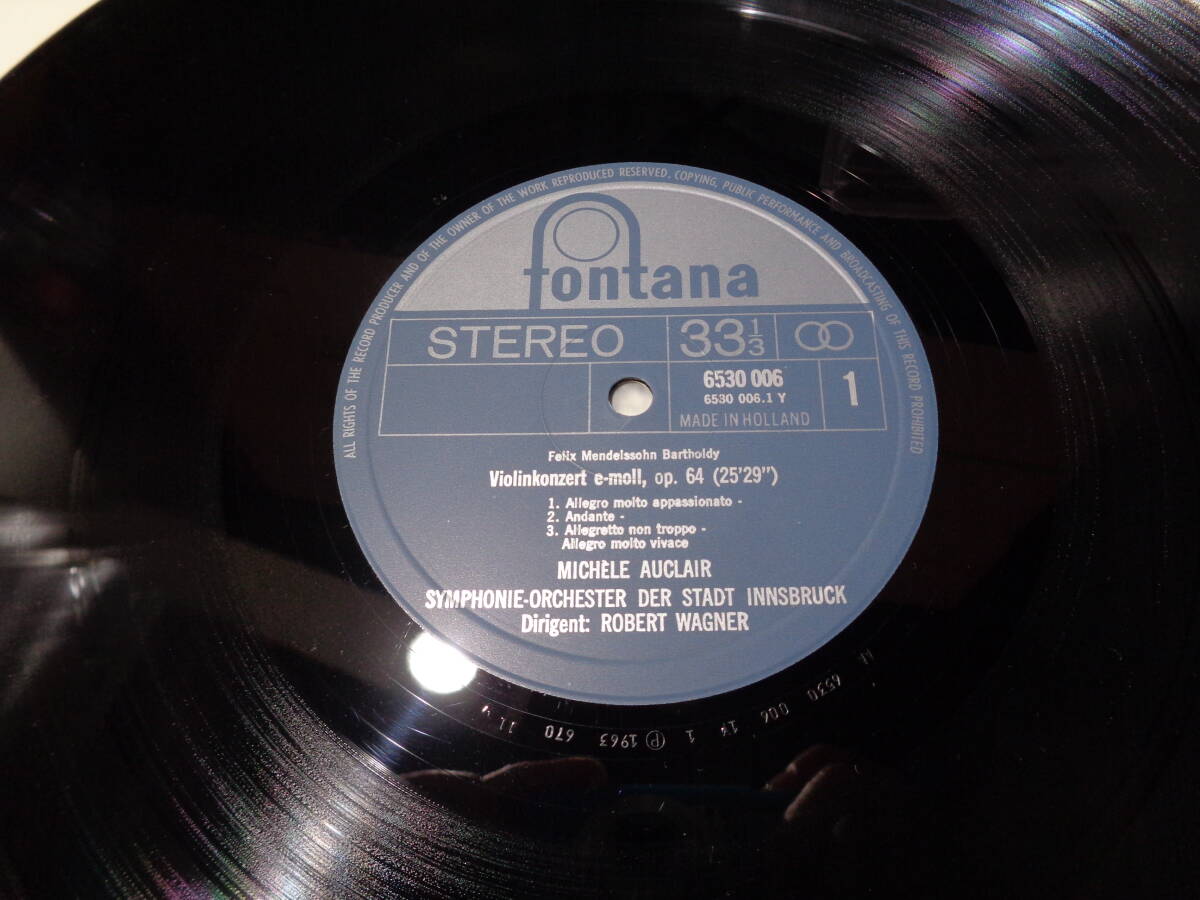 ALL RIGHTS OF THE RECORD PRODUCER AND OF THE OWNER OF THE WORK REPRODUCED RESERVED. COPYING, PUBLIC PERFORMANCE AND BROADCASTING OF THIS RECORD PROHIBITED
fontana
STEREO 33 1/3
6530 006
6530 006.1 Y
1
MADE IN HOLLAND
Felix Mendelssohn Bartholdy
Violinkonzert e-moll, op. 64 (25'29")
1. Allegro molto appassionato -
2. Andante -
3. Allegretto non troppo -
Allegro molto vivace
MICHÈLE AUCLAIR
SYMPHONIE-ORCHESTER DER STADT INNSBRUCK
Dirigent: ROBERT WAGNER
6530 006 1Y 1 ℗ 1963 670